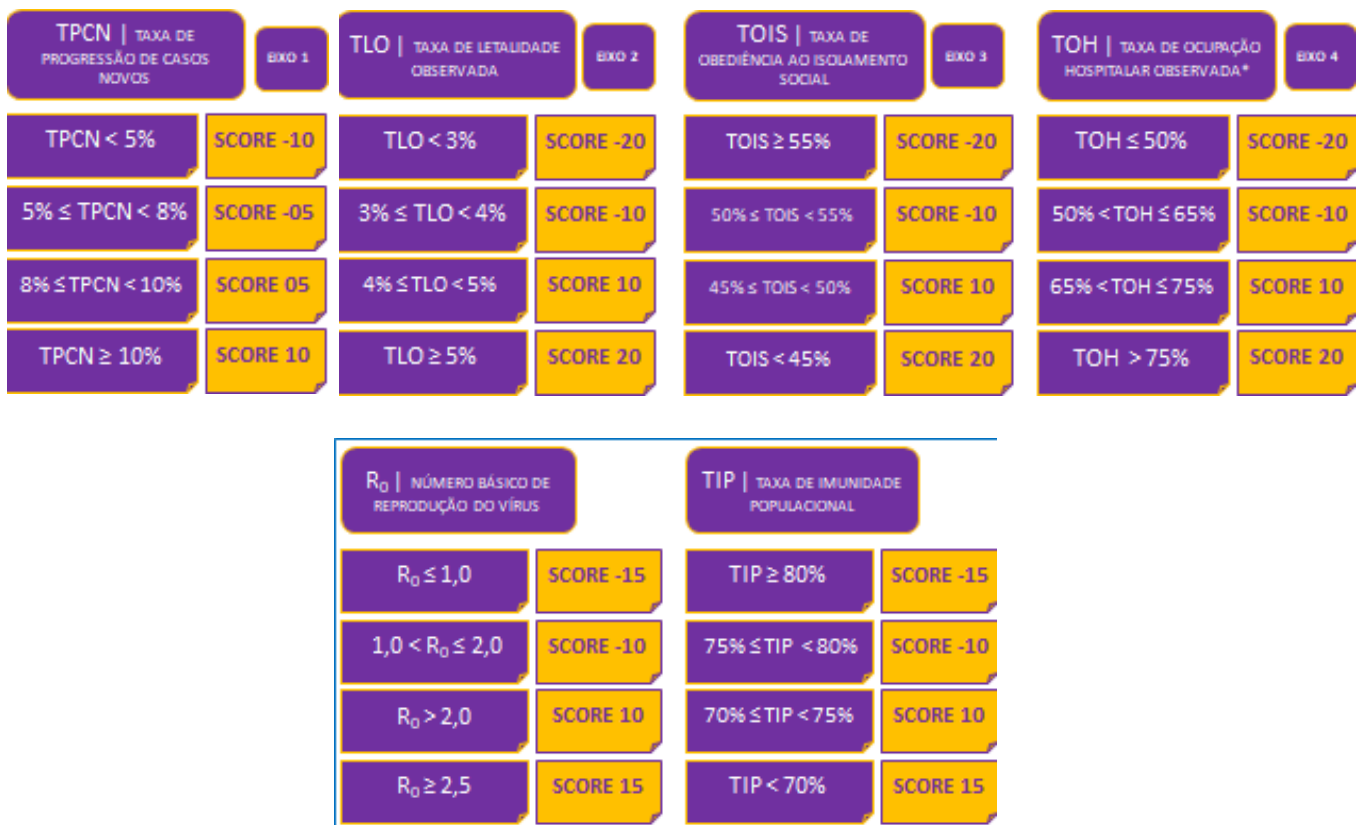 TPCN | TAXA DE
PROGRESSÃO DE CASOS
NOVOS
EIXO 1
TPCN < 5%
SCORE -10
5% ≤ TPCN < 8%
SCORE -05
8% ≤ TPCN < 10%
SCORE 05
TPCN ≥ 10%
SCORE 10
TLO | TAXA DE LETALIDADE
OBSERVADA
EIXO 2
TLO < 3%
SCORE -20
3% ≤ TLO < 4%
SCORE -10
4% ≤ TLO < 5%
SCORE 10
TLO ≥ 5%
SCORE 20
TOIS | TAXA DE
OBEDIÊNCIA AO ISOLAMENTO
SOCIAL
EIXO 3
TOIS ≥ 55%
SCORE -20
50% ≤ TOIS < 55%
SCORE -10
45% ≤ TOIS < 50%
SCORE 10
TOIS < 45%
SCORE 20
TOH | TAXA DE OCUPAÇÃO
HOSPITALAR OBSERVADA*
EIXO 4
TOH ≤ 50%
SCORE -20
50% < TOH ≤ 65%
SCORE -10
65% < TOH ≤ 75%
SCORE 10
TOH > 75%
SCORE 20
R₀ | NÚMERO BÁSICO DE
REPRODUÇÃO DO VÍRUS
R₀ ≤ 1,0
SCORE -15
1,0 < R₀ ≤ 2,0
SCORE -10
R₀ > 2,0
SCORE 10
R₀ ≥ 2,5
SCORE 15
TIP | TAXA DE IMUNIDADE
POPULACIONAL
TIP ≥ 80%
SCORE -15
75% ≤ TIP < 80%
SCORE -10
70% ≤ TIP < 75%
SCORE 10
TIP < 70%
SCORE 15